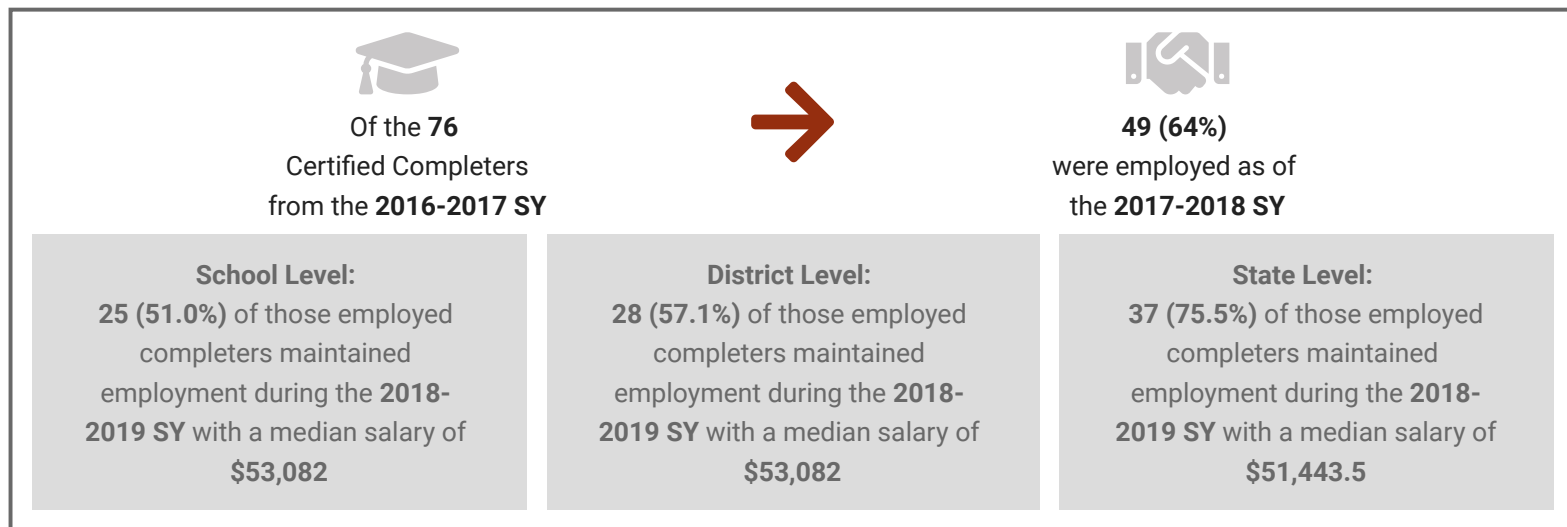 Of the 76
Certified Completers
from the 2016-2017 SY
49 (64%)
were employed as of
the 2017-2018 SY
School Level:
25 (51.0%) of those employed
completers maintained
employment during the 2018-
2019 SY with a median salary of
$53,082
District Level:
28 (57.1%) of those employed
completers maintained
employment during the 2018-
2019 SY with a median salary of
$53,082
State Level:
37 (75.5%) of those employed
completers maintained
employment during the 2018-
2019 SY with a median salary of
$51,443.5